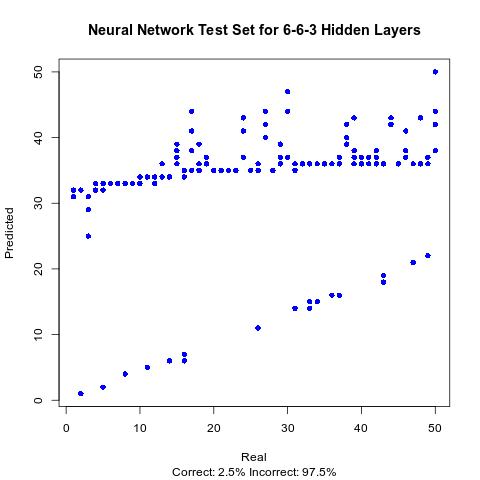 Neural Network Test Set for 6-6-3 Hidden Layers
50
40
30
20
10
0
Predicted
0 10 20 30 40 50
Real
Correct: 2.5% Incorrect: 97.5%